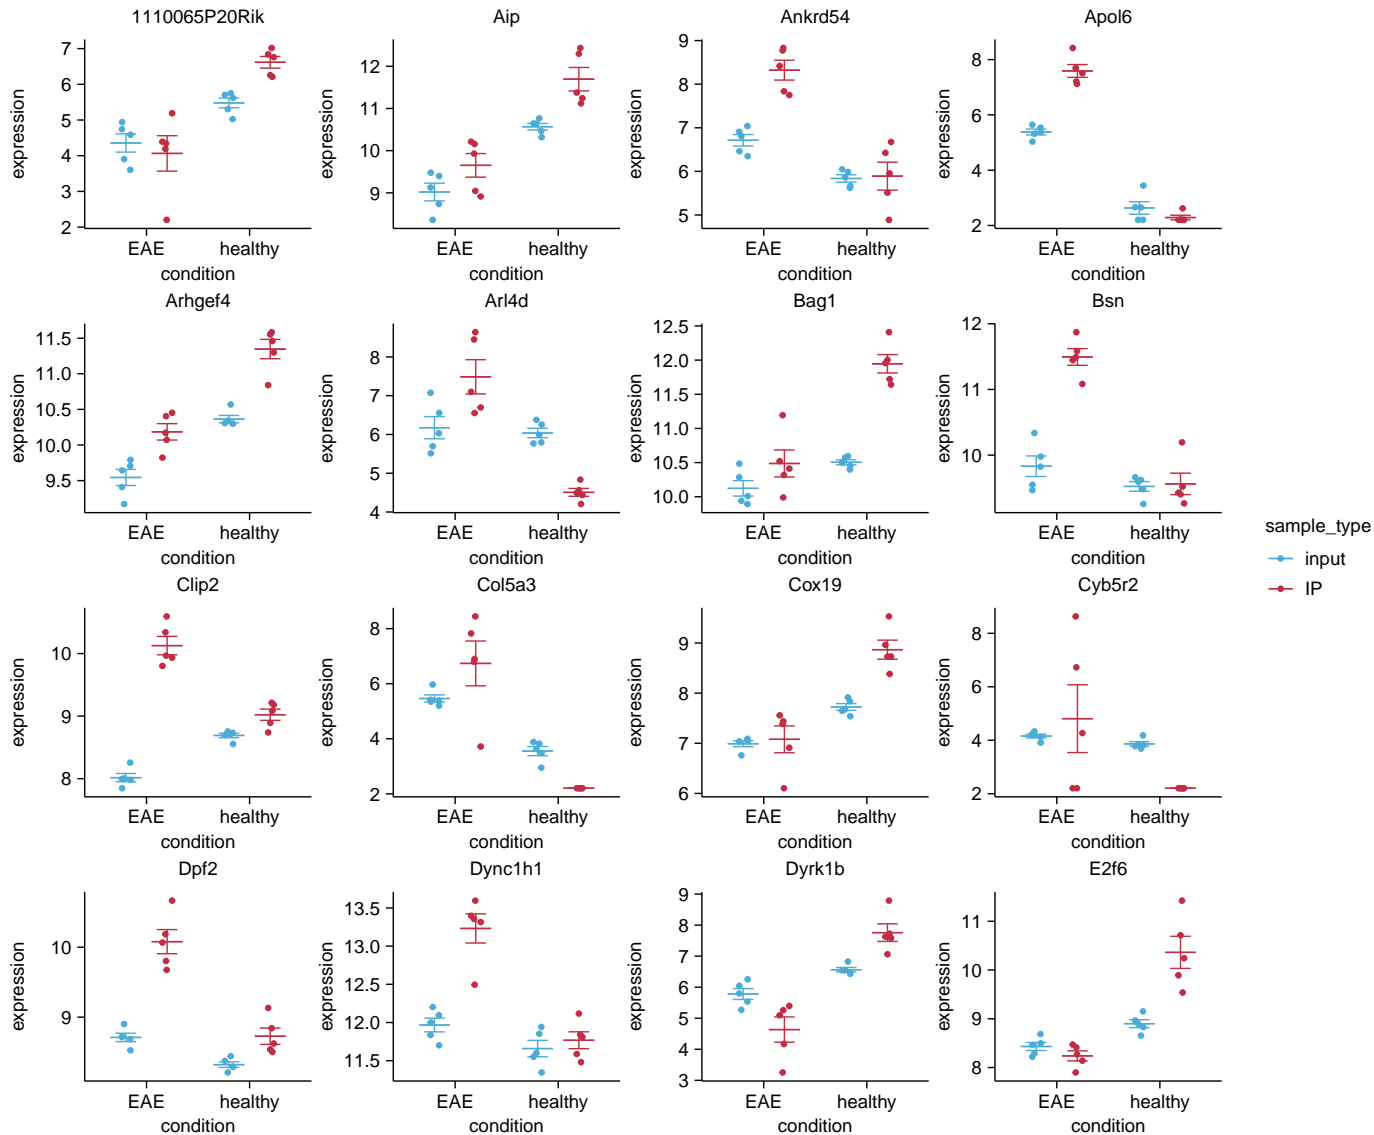 1110065P20Rik
expression
7
6
5
4
3
2
EAE healthy
condition
Aip
expression
12
11
10
9
EAE healthy
condition
Ankrd54
expression
9
8
7
6
5
EAE healthy
condition
Apol6
expression
8
6
4
2
EAE healthy
condition
Arhgef4
expression
11.5
11.0
10.5
10.0
9.5
EAE healthy
condition
Arl4d
expression
8
7
6
5
4
EAE healthy
condition
Bag1
expression
12.5
12.0
11.5
11.0
10.5
10.0
EAE healthy
condition
Bsn
expression
12
11
10
EAE healthy
condition
sample_type
input
IP
Clip2
expression
10
9
8
EAE healthy
condition
Col5a3
expression
8
6
4
2
EAE healthy
condition
Cox19
expression
9
8
7
6
EAE healthy
condition
Cyb5r2
expression
8
6
4
2
EAE healthy
condition
Dpf2
expression
10
9
EAE healthy
condition
Dync1h1
expression
13.5
13.0
12.5
12.0
11.5
EAE healthy
condition
Dyrk1b
expression
9
8
7
6
5
4
3
EAE healthy
condition
E2f6
expression
11
10
9
8
EAE healthy
condition